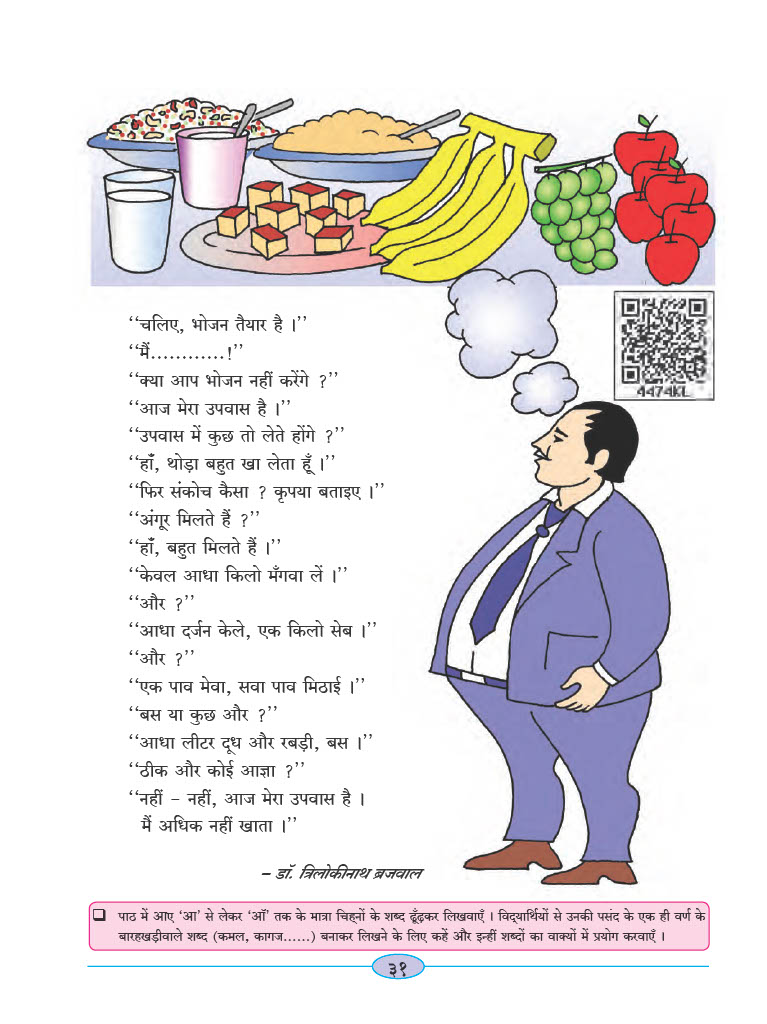 4474KL
‘‘चलिए, भोजन तैयार है ।’’
‘‘मैं............!’’
‘‘क्या आप भोजन नहीं करेंगे ?’’
‘‘आज मेरा उपवास है ।’’
‘‘उपवास में कुछ तो लेते होंगे ?’’
‘‘हाँ, थोड़ा बहुत खा लेता हूँ ।’’
‘‘फिर संकोच कैसा ? कृपया बताइए ।’’
‘‘अंगूर मिलते हैं ?’’
‘‘हाँ, बहुत मिलते हैं ।’’
‘‘केवल आधा किलो मँगवा लें ।’’
‘‘और ?’’
‘‘आधा दर्जन केले, एक किलो सेब ।’’
‘‘और ?’’
‘‘एक पाव मेवा, सवा पाव मिठाई ।’’
‘‘बस या कुछ और ?’’
‘‘आधा लीटर दूध और रबड़ी, बस ।’’
‘‘ठीक और कोई आज्ञा ?’’
‘‘नहीं – नहीं, आज मेरा उपवास है ।
मैं अधिक नहीं खाता ।’’
– डॉ. त्रिलोकीनाथ ब्रजवाल
❑ पाठ में आए ‘आ’ से लेकर ‘ऑ’ तक के मात्रा चिह्नों के शब्द ढूँढ़कर लिखवाएँ । विद्यार्थियों से उनकी पसंद के एक ही वर्ण के
बारहखड़ीवाले शब्द (कमल, कागज......) बनाकर लिखने के लिए कहें और इन्हीं शब्दों का वाक्यों में प्रयोग करवाएँ ।
३१